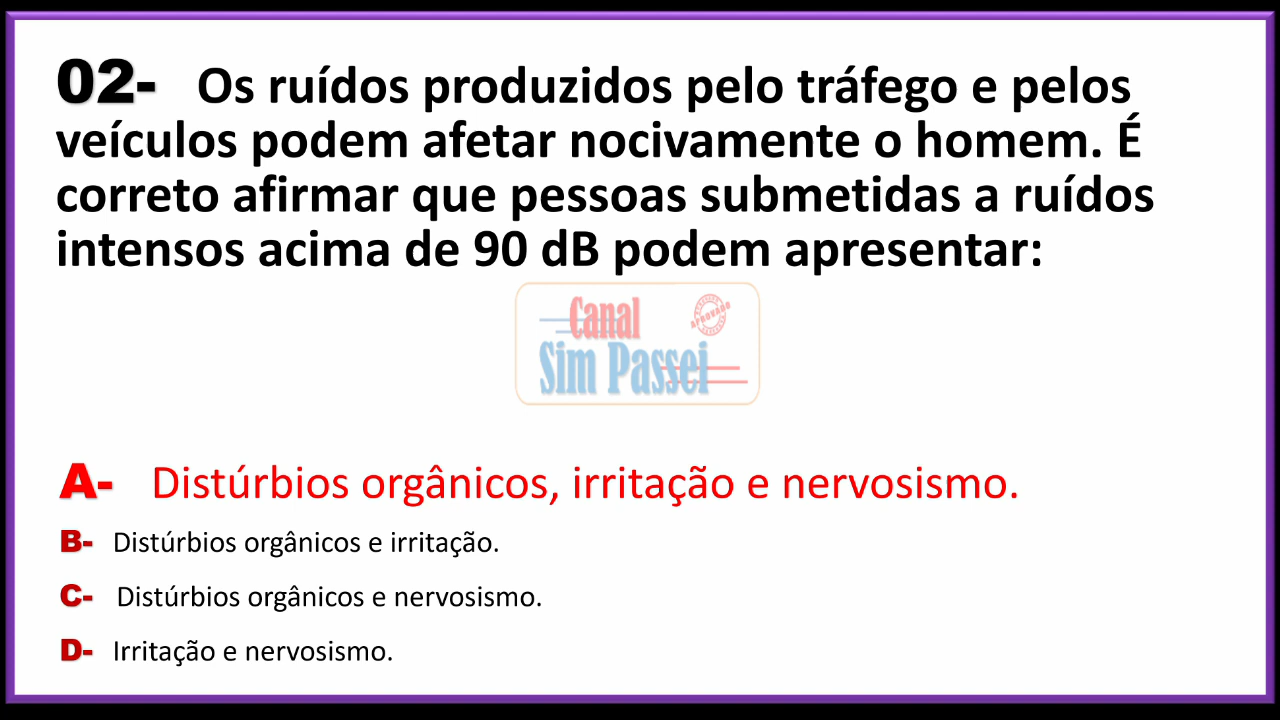 02- Os ruídos produzidos pelo tráfego e pelos
veículos podem afetar nocivamente o homem. É
correto afirmar que pessoas submetidas a ruídos
intensos acima de 90 dB podem apresentar:
Canal
APROVADO
Sim Passei
A- Distúrbios orgânicos, irritação e nervosismo.
B- Distúrbios orgânicos e irritação.
C- Distúrbios orgânicos e nervosismo.
D- Irritação e nervosismo.